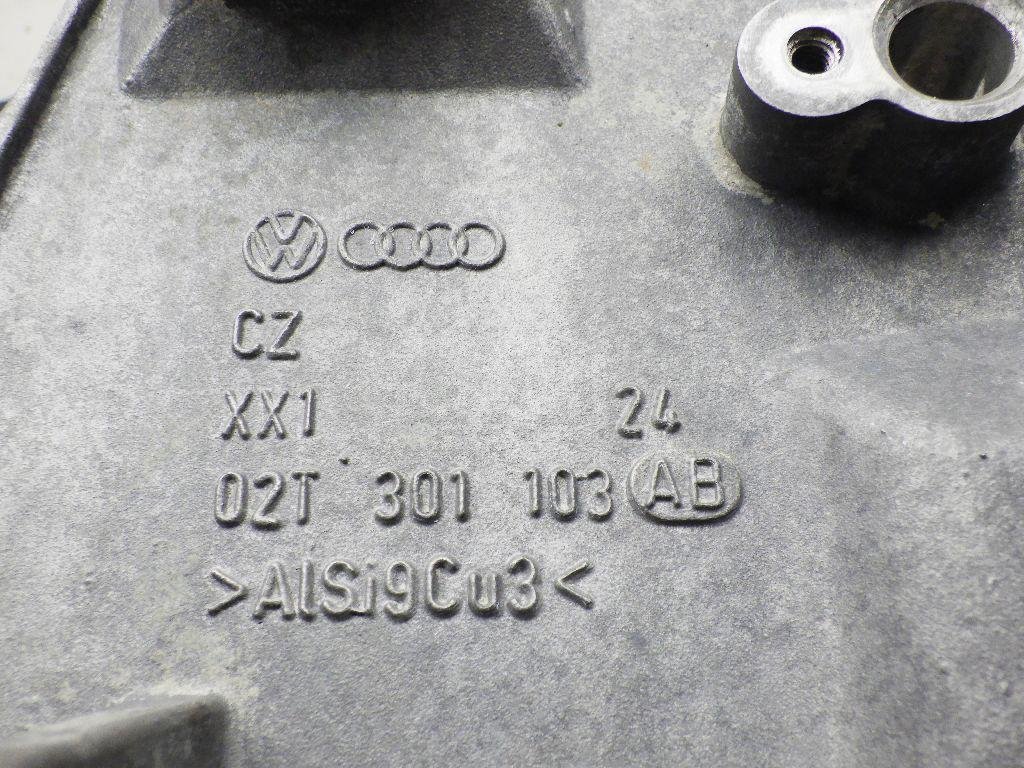 CZ
XX1 24
02T 301 103 AB
>AlSi9Cu3<